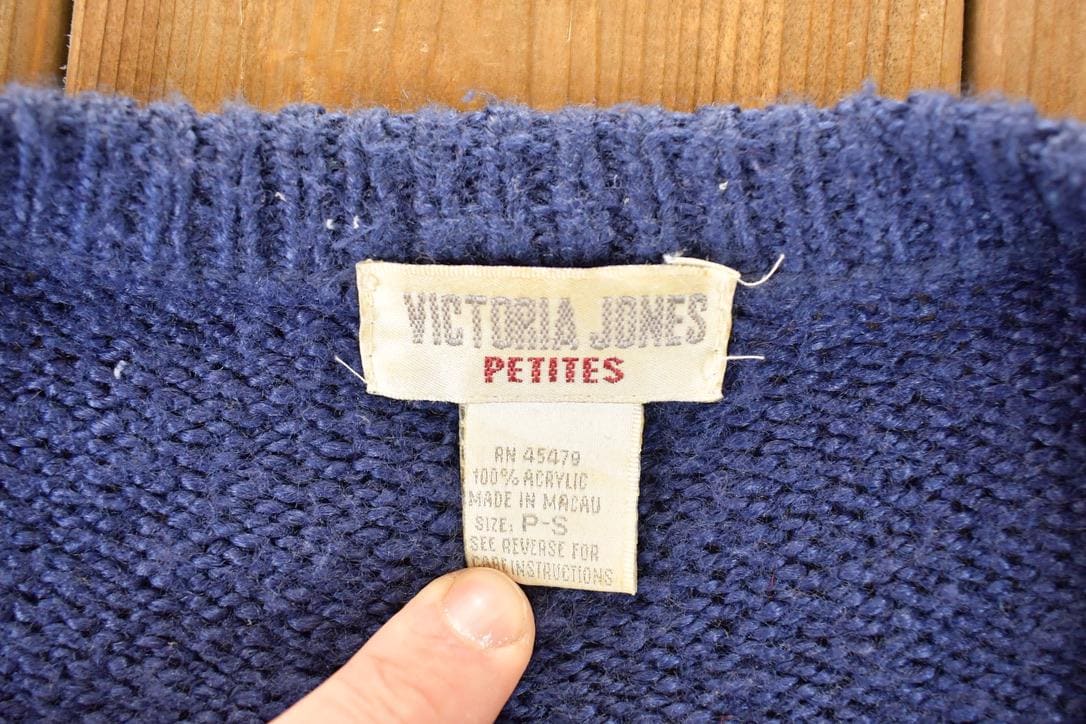 VICTORIA JONES
PETITES
RN 45479
100% ACRYLIC
MADE IN MACAU
SIZE: P-S
SEE REVERSE FOR
CARE INSTRUCTIONS